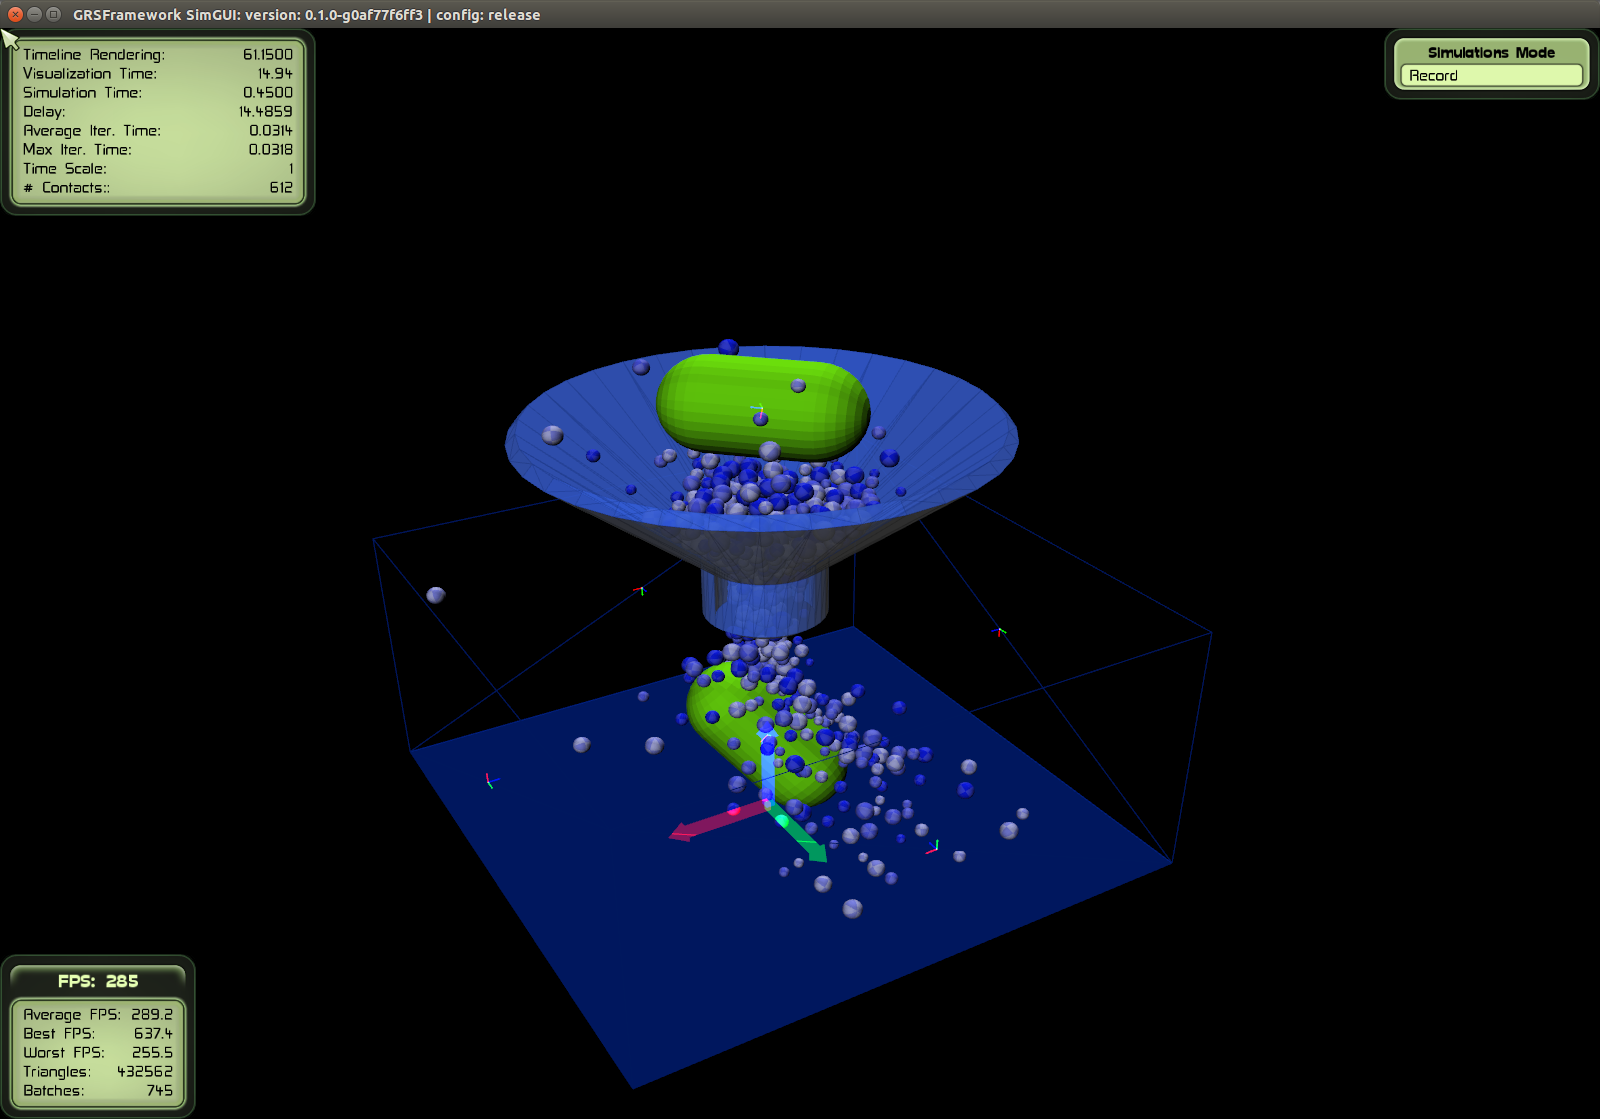 GRSFramework SimGUI: version: 0.1.0-g0af77f6ff3 | config: release
Timeline Rendering: 61.1500
Visualization Time: 14.94
Simulation Time: 0.4500
Delay: 14.4859
Average Iter. Time: 0.0314
Max Iter. Time: 0.0318
Time Scale: 1
# Contacts:: 612
Simulations Mode
Record
FPS: 285
Average FPS: 289.2
Best FPS: 637.4
Worst FPS: 255.5
Triangles: 432562
Batches: 745